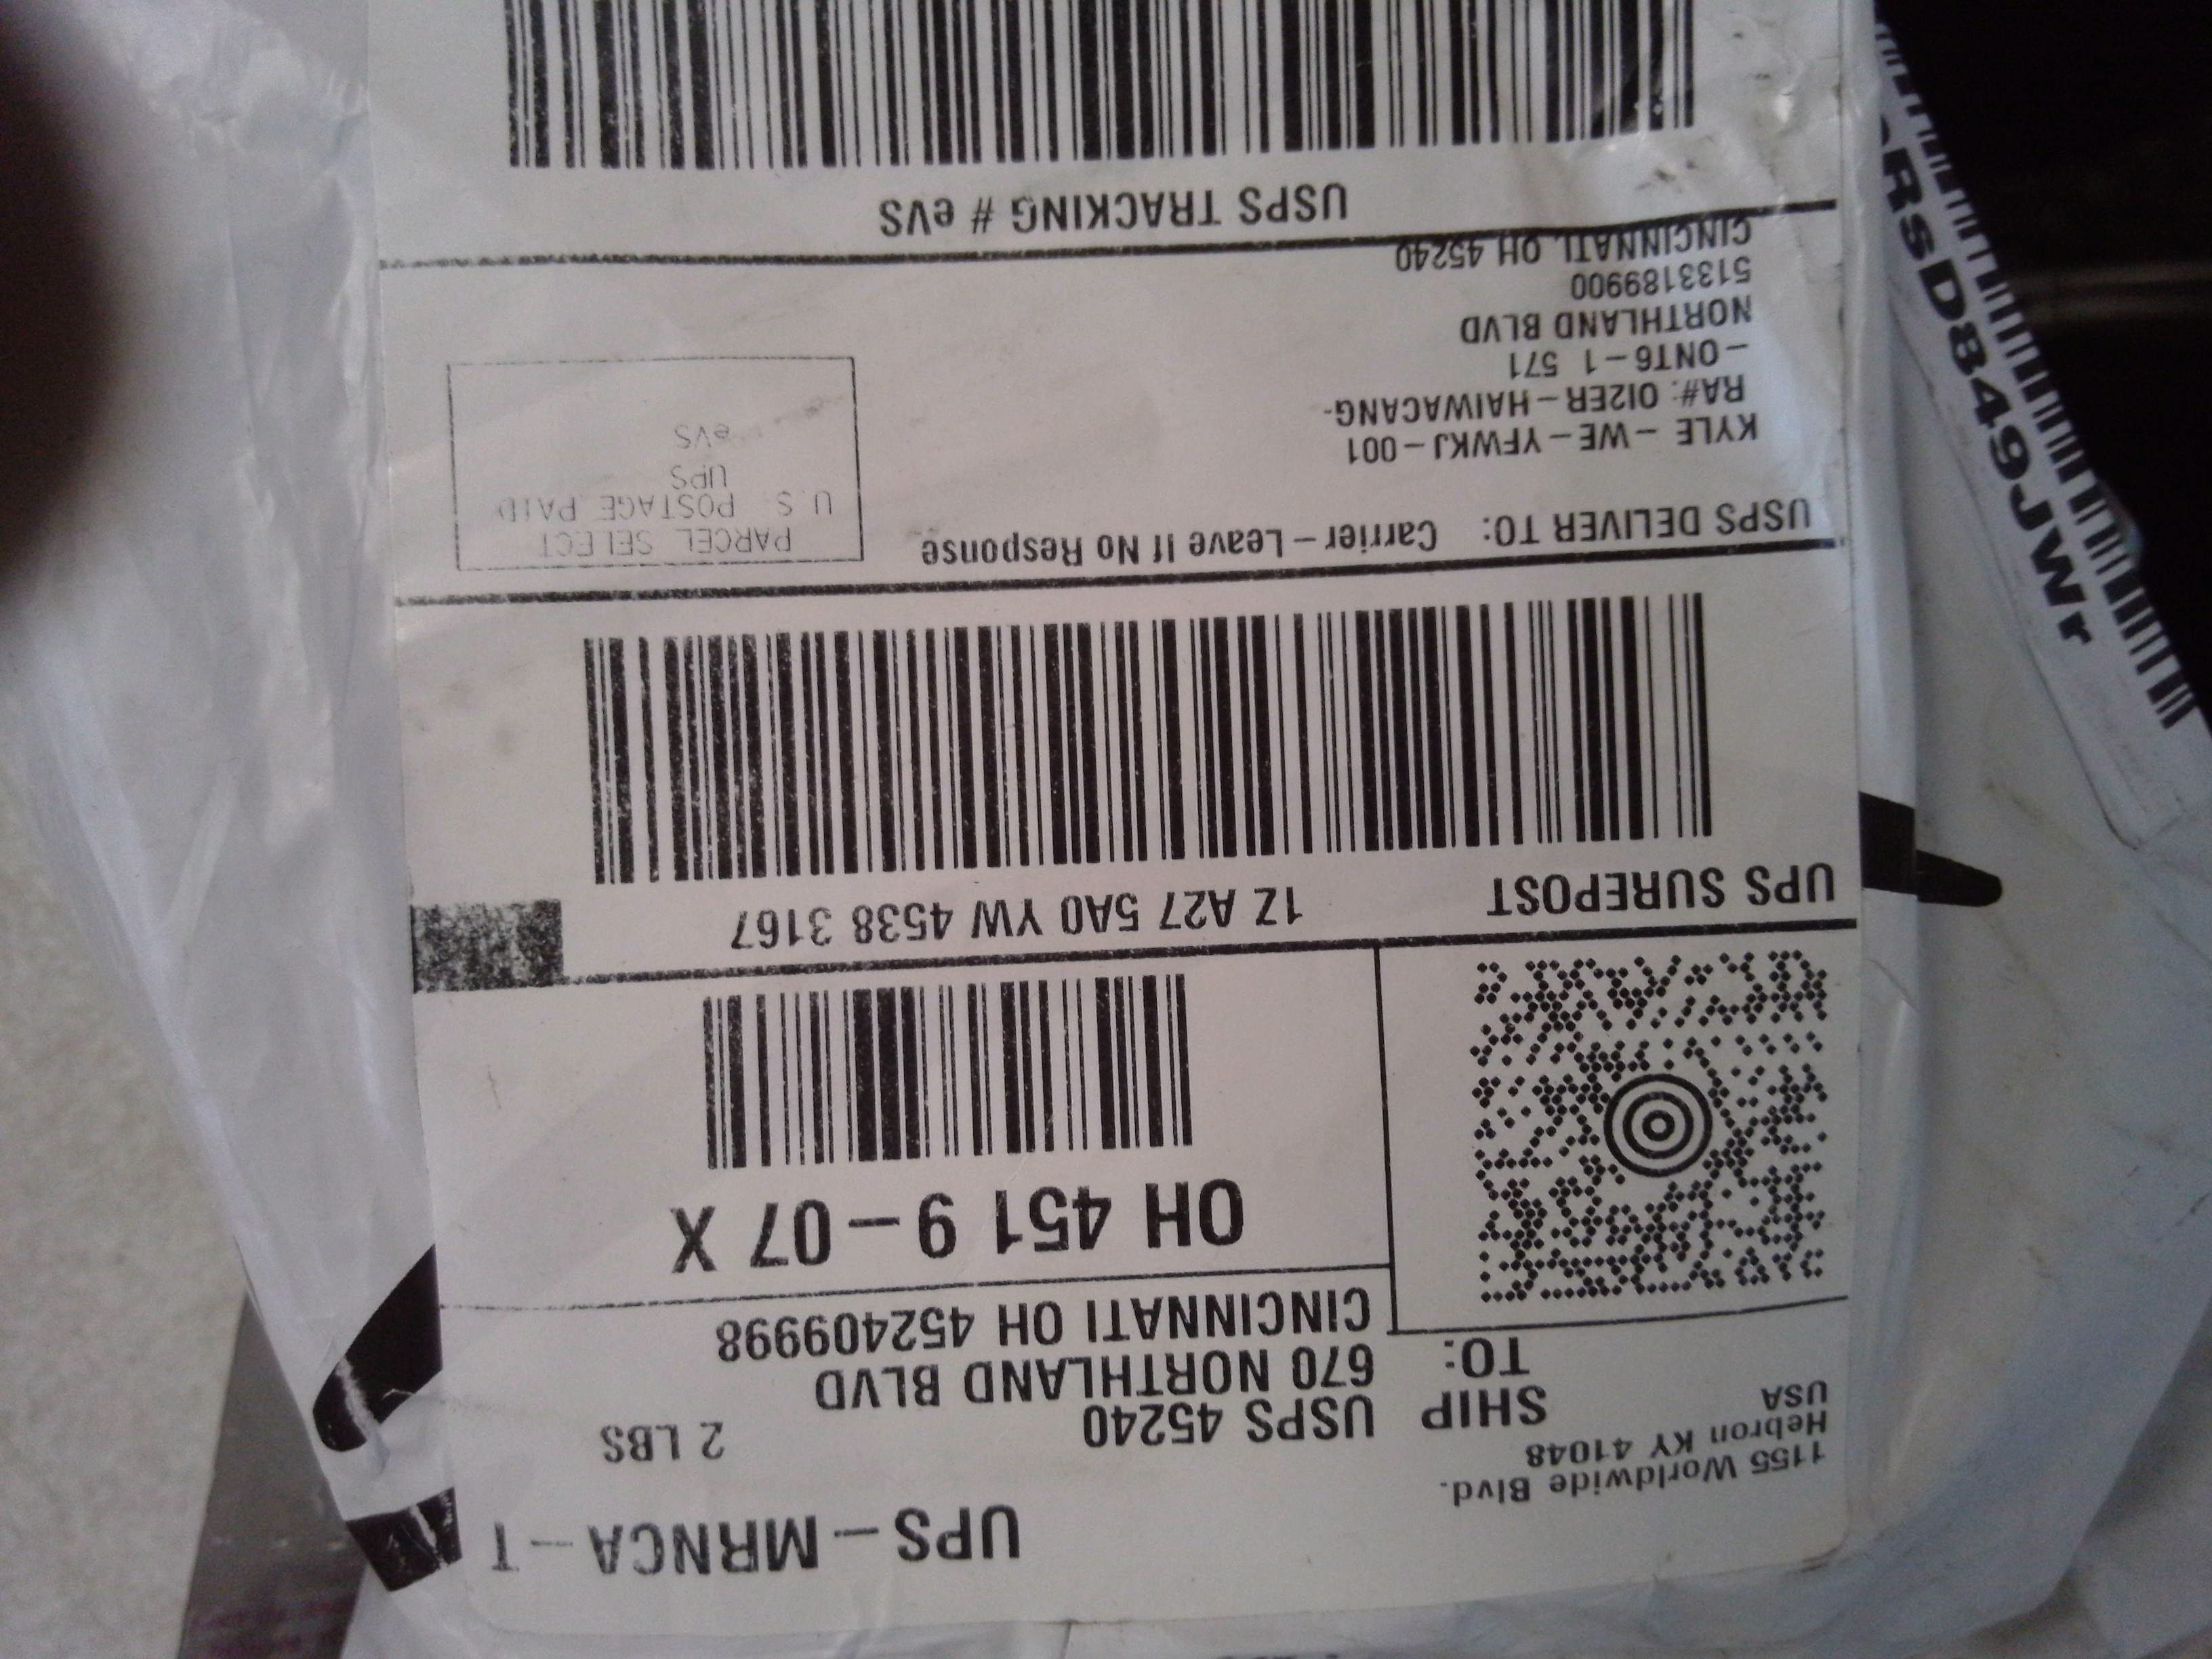 UPS-MRNCA-T
1155 Worldwide Blvd.
Hebron KY 41048
USA
2 LBS
SHIP
TO:
USPS 45240
670 NORTHLAND BLVD
CINCINNATI OH 452409998
OH 451 9-07 X
UPS SUREPOST
1Z A27 5A0 YW 4538 3167
USPS DELIVER TO: Carrier-Leave If No Response
KYLE - WE-YFWKJ-001
RA#: OI2ER-HAIWACANG-
-ONT6-1 571
NORTHLAND BLVD
5133189900
CINCINNATI, OH 45240
PARCEL SELECT
U.S. POSTAGE PAID
UPS
eVS
USPS TRACKING # eVS
RsD849JWr